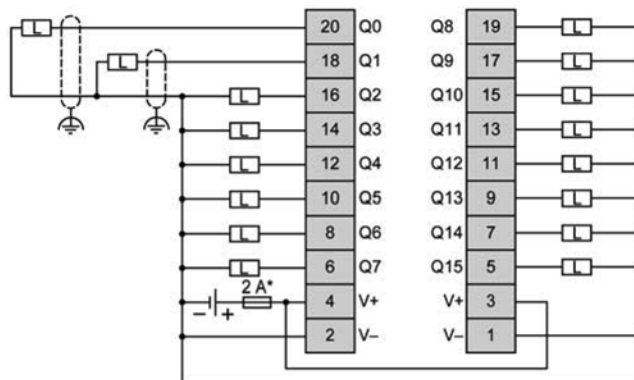 L 20 Q0 Q8 19 L
L 18 Q1 Q9 17 L
L 16 Q2 Q10 15 L
L 14 Q3 Q11 13 L
L 12 Q4 Q12 11 L
L 10 Q5 Q13 9 L
L 8 Q6 Q14 7 L
L 6 Q7 Q15 5 L
− + 2 A* 4 V+ V+ 3
2 V− V− 1